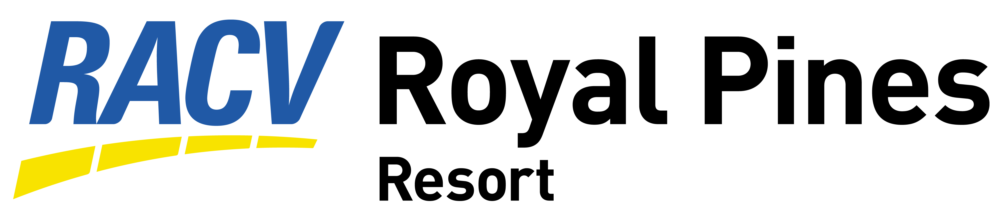 RACV
Royal Pines
Resort